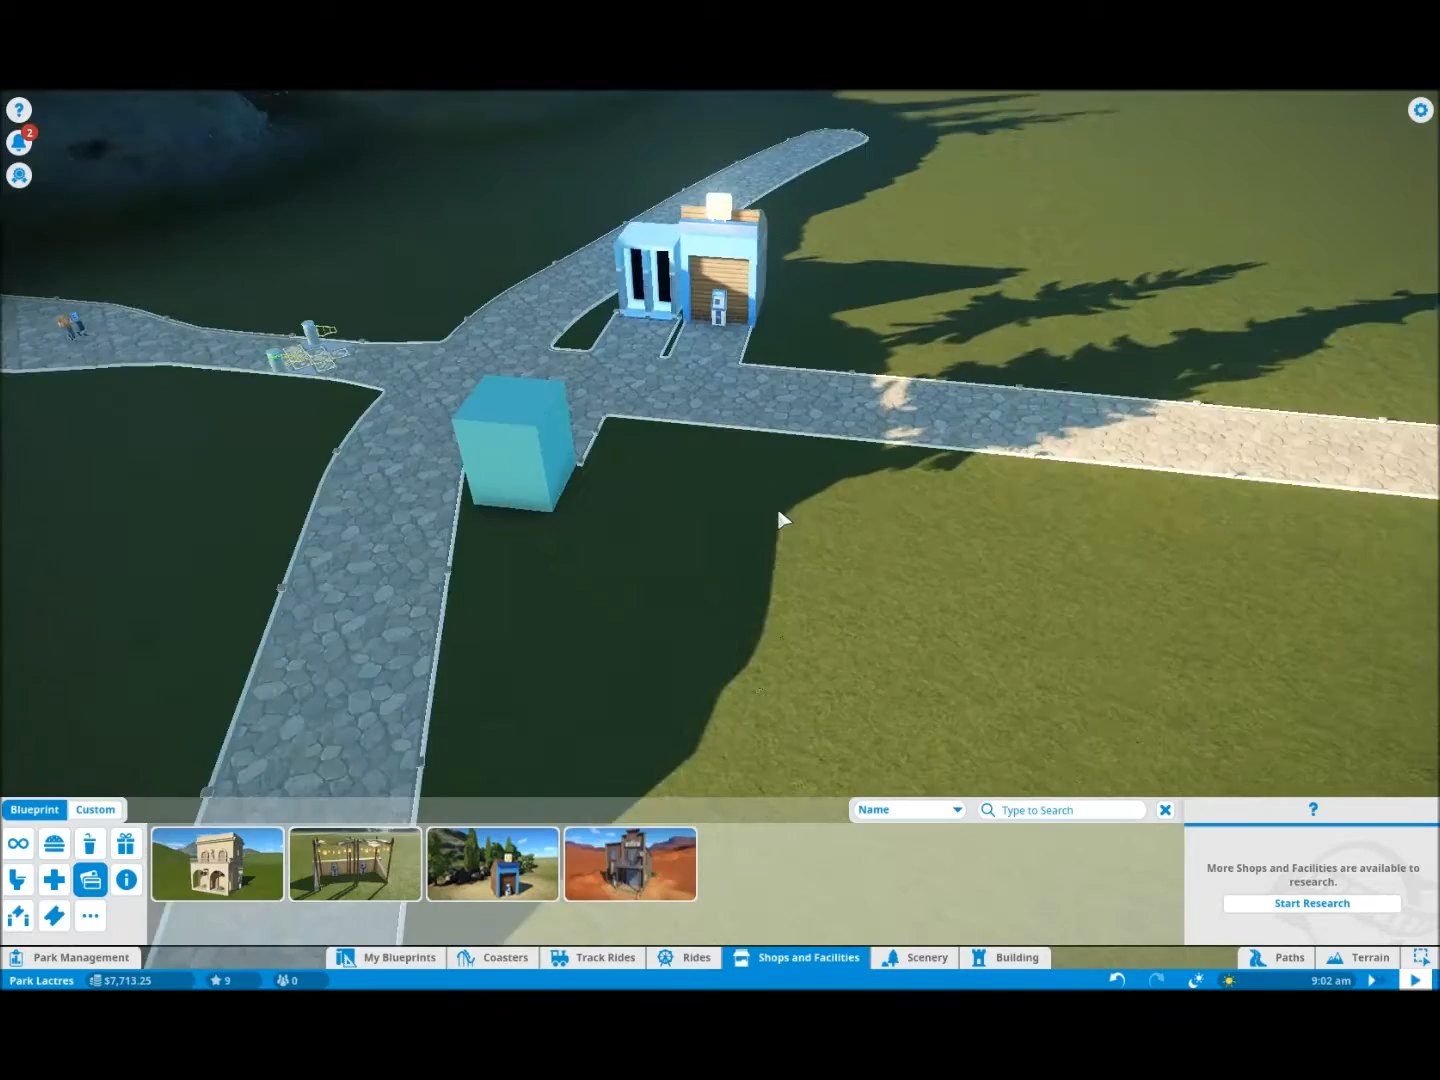 2
Blueprint Custom
Name Type to Search
More Shops and Facilities are available to research.
Start Research
Park Management My Blueprints Coasters Track Rides Rides Shops and Facilities Scenery Building Paths Terrain
Park Lactres $7,713.25 9 0 9:02 am